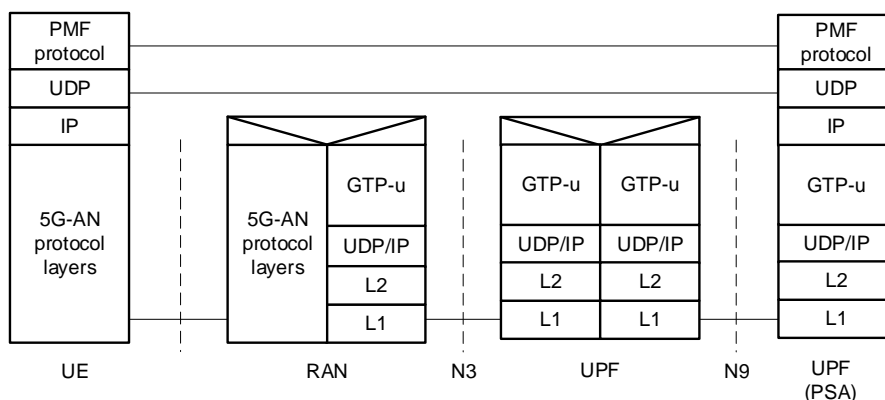 PMF
protocol
UDP
IP
5G-AN
protocol
layers
UE
5G-AN
protocol
layers
GTP-u
UDP/IP
L2
L1
RAN
N3
GTP-u
UDP/IP
L2
L1
GTP-u
UDP/IP
L2
L1
UPF
N9
PMF
protocol
UDP
IP
GTP-u
UDP/IP
L2
L1
UPF
(PSA)